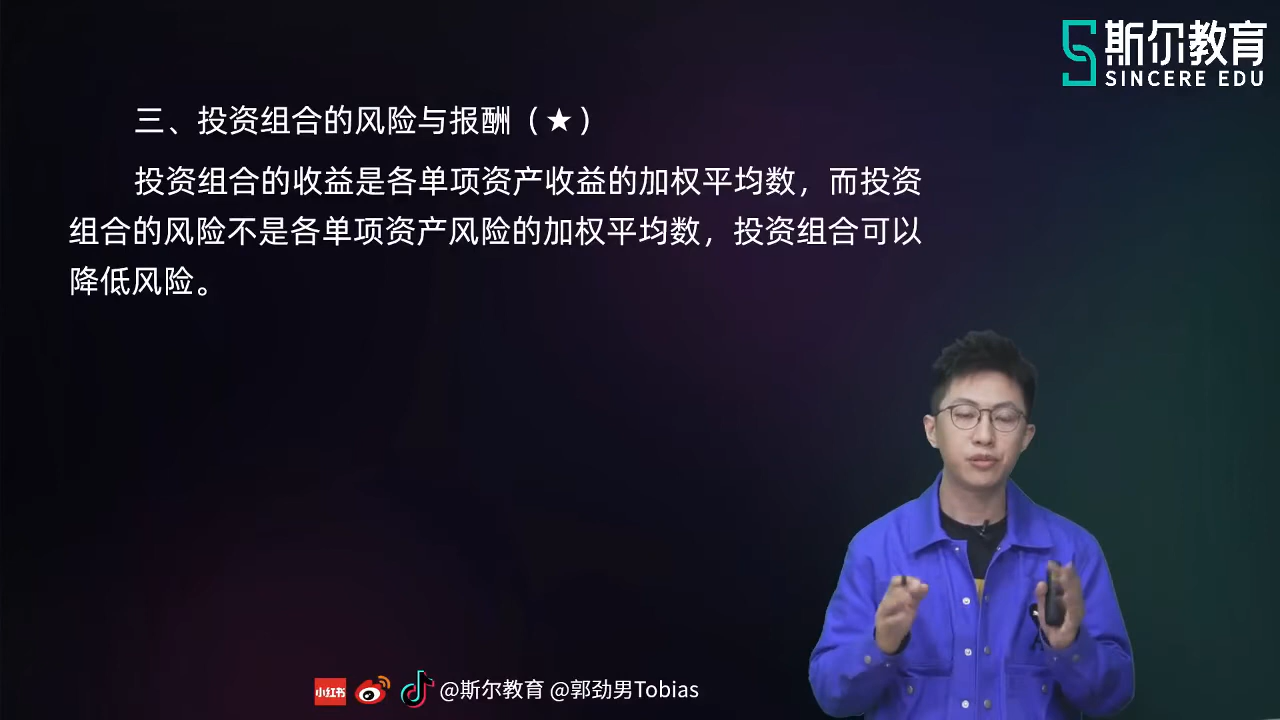 斯尔教育
SINCERE EDU
三、投资组合的风险与报酬（★）
投资组合的收益是各单项资产收益的加权平均数，而投资
组合的风险不是各单项资产风险的加权平均数，投资组合可以
降低风险。
小红书 @斯尔教育 @郭劲男Tobias